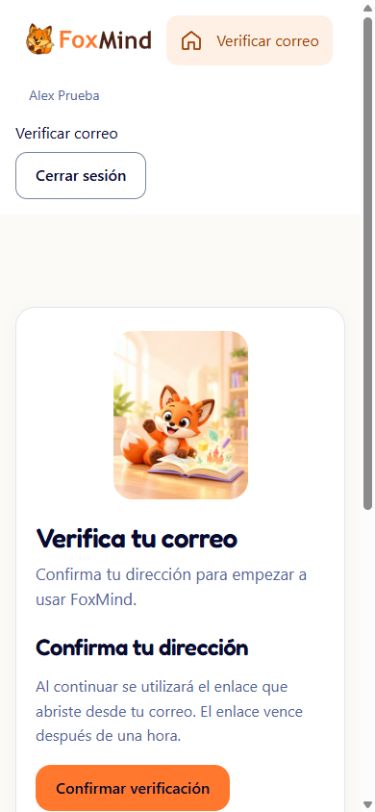 FoxMind
Verificar correo
Alex Prueba
Verificar correo
Cerrar sesión
Verifica tu correo
Confirma tu dirección para empezar a
usar FoxMind.
Confirma tu dirección
Al continuar se utilizará el enlace que
abriste desde tu correo. El enlace vence
después de una hora.
Confirmar verificación